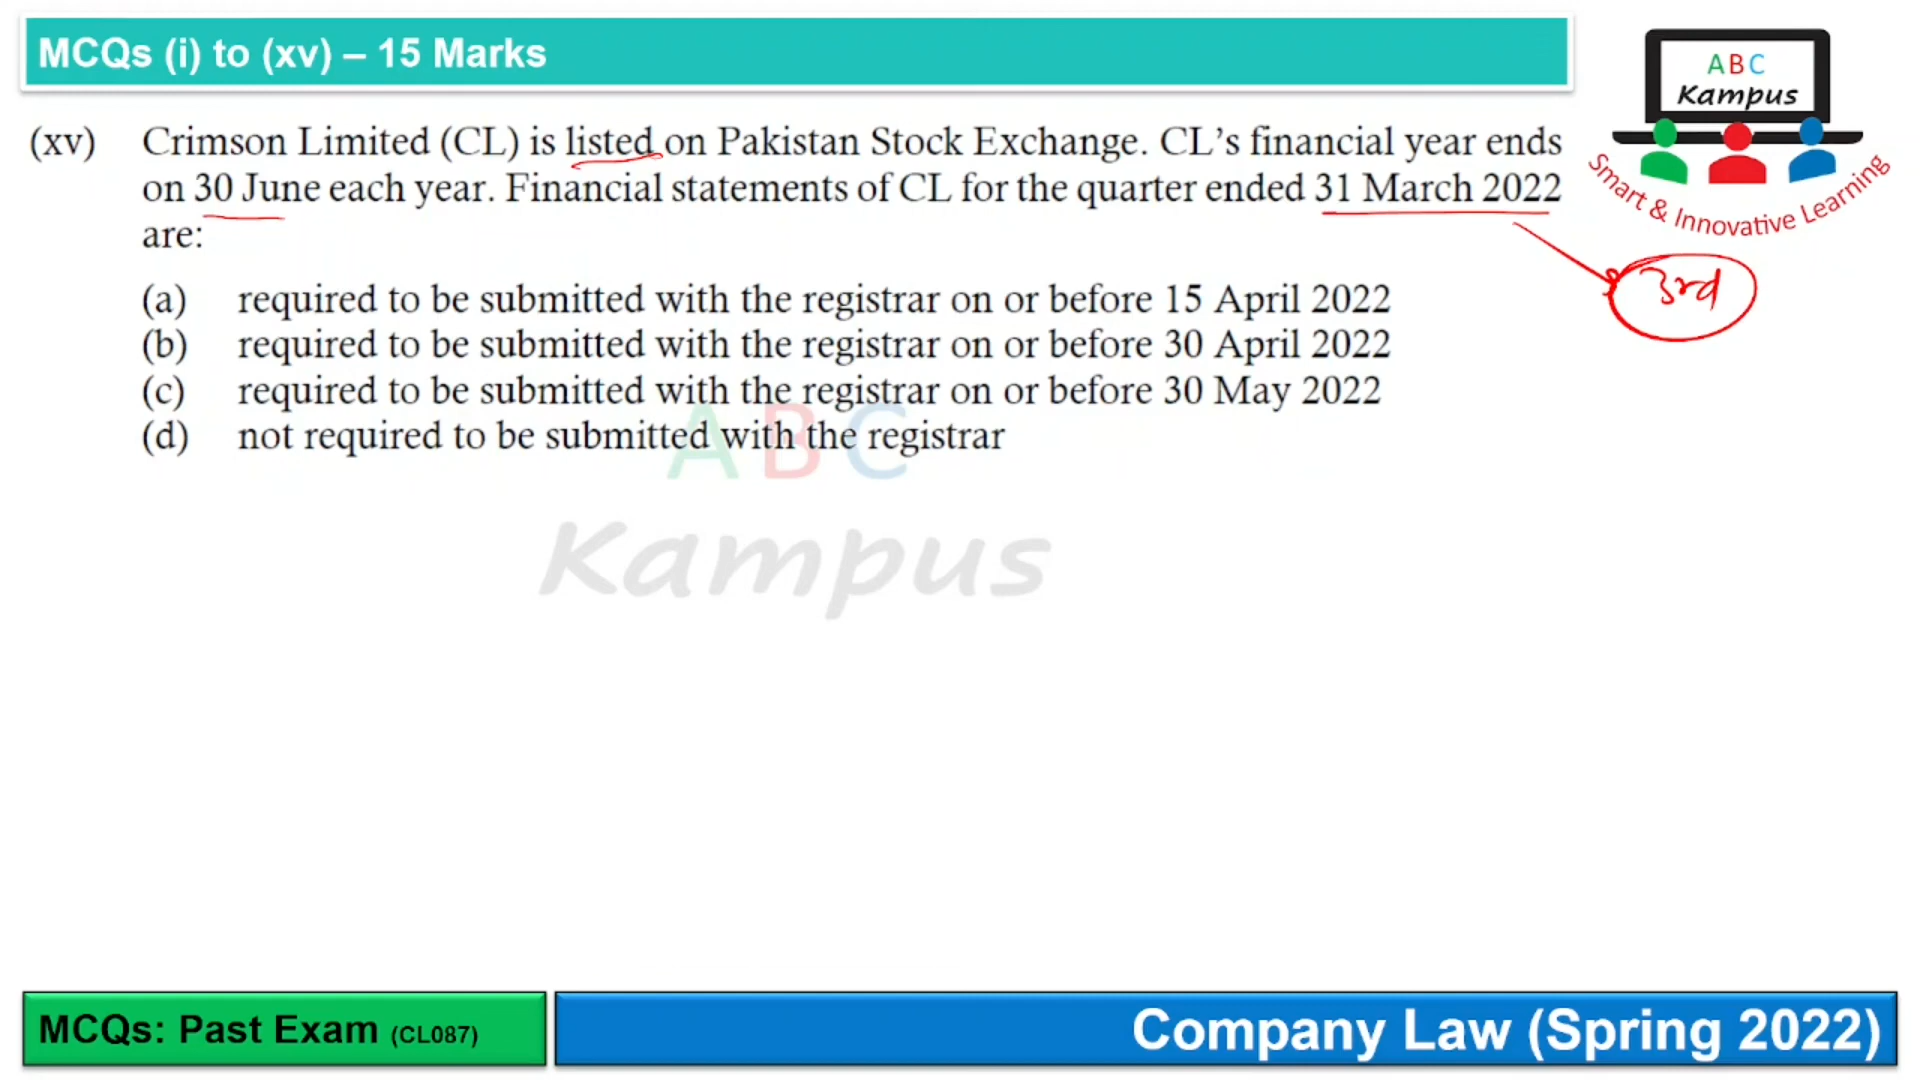 MCQs (i) to (xv) – 15 Marks
ABC
Kampus
Smart & Innovative Learning
(xv) Crimson Limited (CL) is listed on Pakistan Stock Exchange. CL’s financial year ends
on 30 June each year. Financial statements of CL for the quarter ended 31 March 2022
are:
3rd
(a) required to be submitted with the registrar on or before 15 April 2022
(b) required to be submitted with the registrar on or before 30 April 2022
(c) required to be submitted with the registrar on or before 30 May 2022
(d) not required to be submitted with the registrar
ABC
Kampus
MCQs: Past Exam (CL087)
Company Law (Spring 2022)